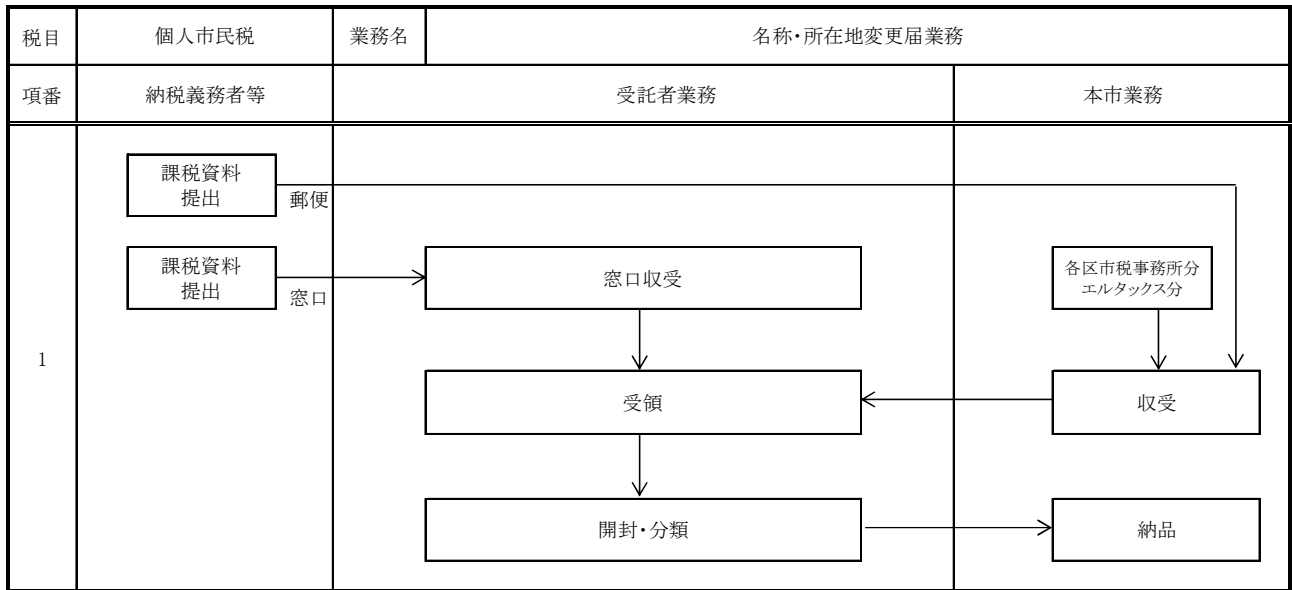 税目
個人市民税
業務名
名称・所在地変更届業務
項番
納税義務者等
受託者業務
本市業務
1
課税資料
提出
郵便
課税資料
提出
窓口
窓口収受
各区市税事務所分
エルタックス分
受領
収受
開封・分類
納品